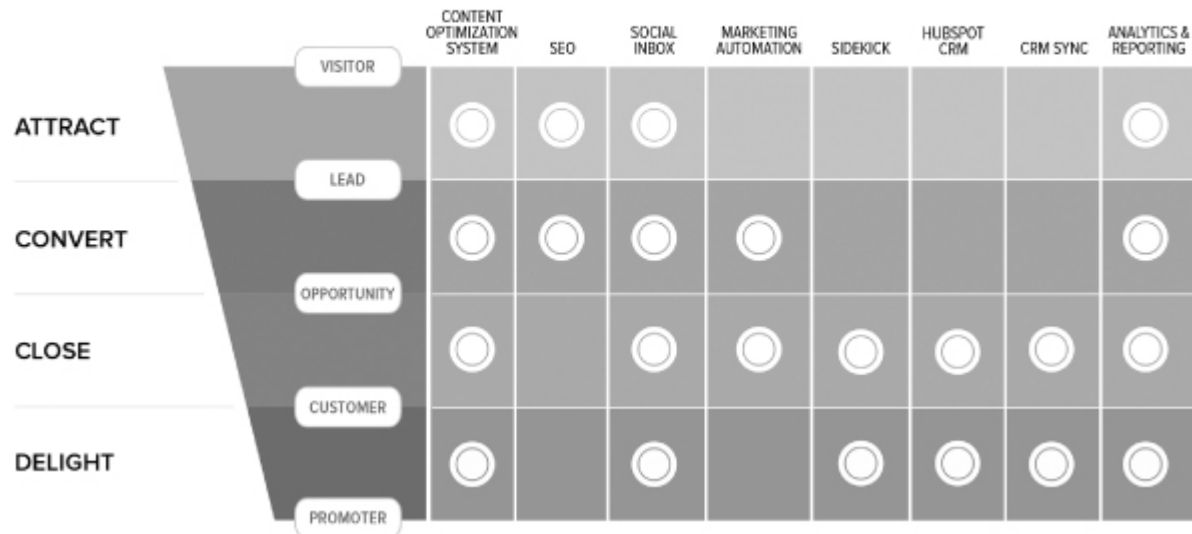 CONTENT
OPTIMIZATION
SYSTEM
SEO
SOCIAL
INBOX
MARKETING
AUTOMATION
SIDEKICK
HUBSPOT
CRM
CRM SYNC
ANALYTICS &
REPORTING
VISITOR
ATTRACT
LEAD
CONVERT
OPPORTUNITY
CLOSE
CUSTOMER
DELIGHT
PROMOTER